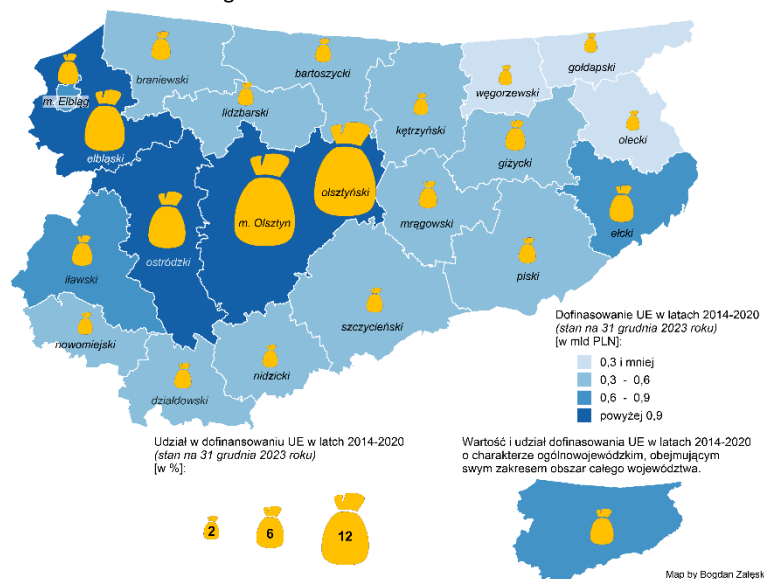 gołdapski
bartoszycki
braniewski
węgorzewski
m. Elbląg
lidzbarski
kętrzyński
olecki
giżycki
elbląski
olsztyński
m. Olsztyn
mrągowski
ełcki
ostródzki
iławski
piski
szczycieński
nowomiejski
nidzicki
działdowski
Dofinasowanie UE w latach 2014-2020
(stan na 31 grudnia 2023 roku)
[w mld PLN]:
0,3 i mniej
0,3 - 0,6
0,6 - 0,9
powyżej 0,9
Udział w dofinansowaniu UE w latch 2014-2020
(stan na 31 grudnia 2023 roku)
[w %]:
2
6
12
Wartość i udział dofinasowania UE w latach 2014-2020
o charakterze ogólnowojewódzkim, obejmującym
swym zakresem obszar całego województwa.
Map by Bogdan Załęsk